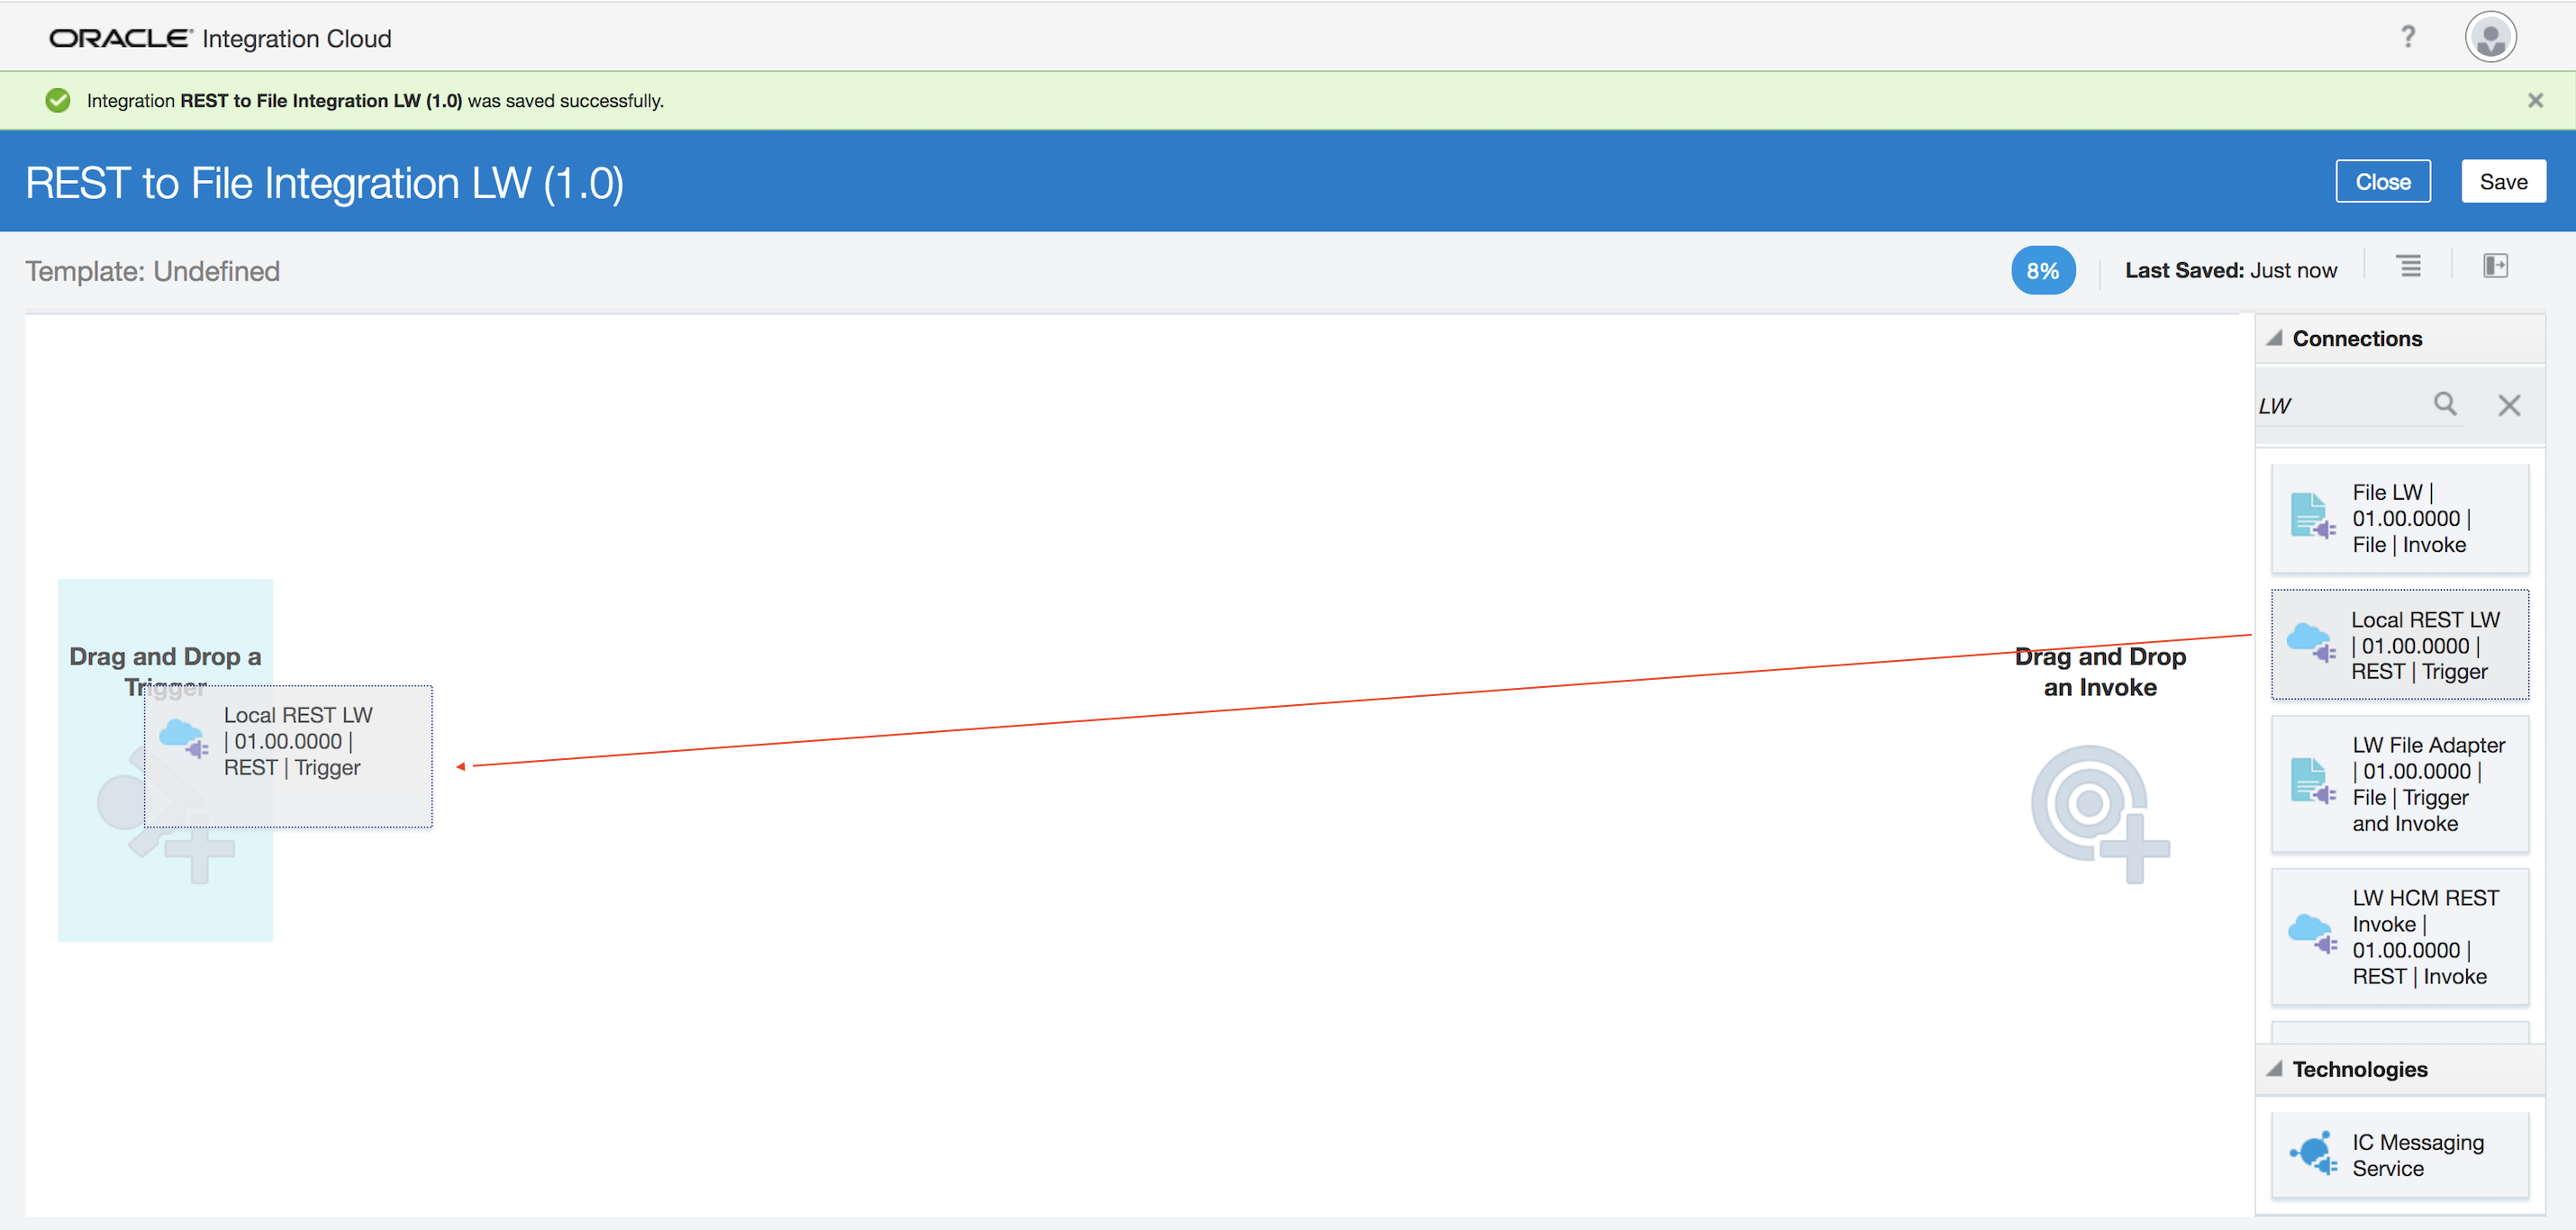 ORACLE® Integration Cloud
?
Integration REST to File Integration LW (1.0) was saved successfully.
REST to File Integration LW (1.0)
Close
Save
Template: Undefined
8%
Last Saved: Just now
Connections
LW
File LW |
01.00.0000 |
File | Invoke
Local REST LW
| 01.00.0000 |
REST | Trigger
LW File Adapter
| 01.00.0000 |
File | Trigger
and Invoke
LW HCM REST
Invoke |
01.00.0000 |
REST | Invoke
Technologies
IC Messaging
Service
Drag and Drop a
Trigger
Local REST LW
| 01.00.0000 |
REST | Trigger
Drag and Drop
an Invoke